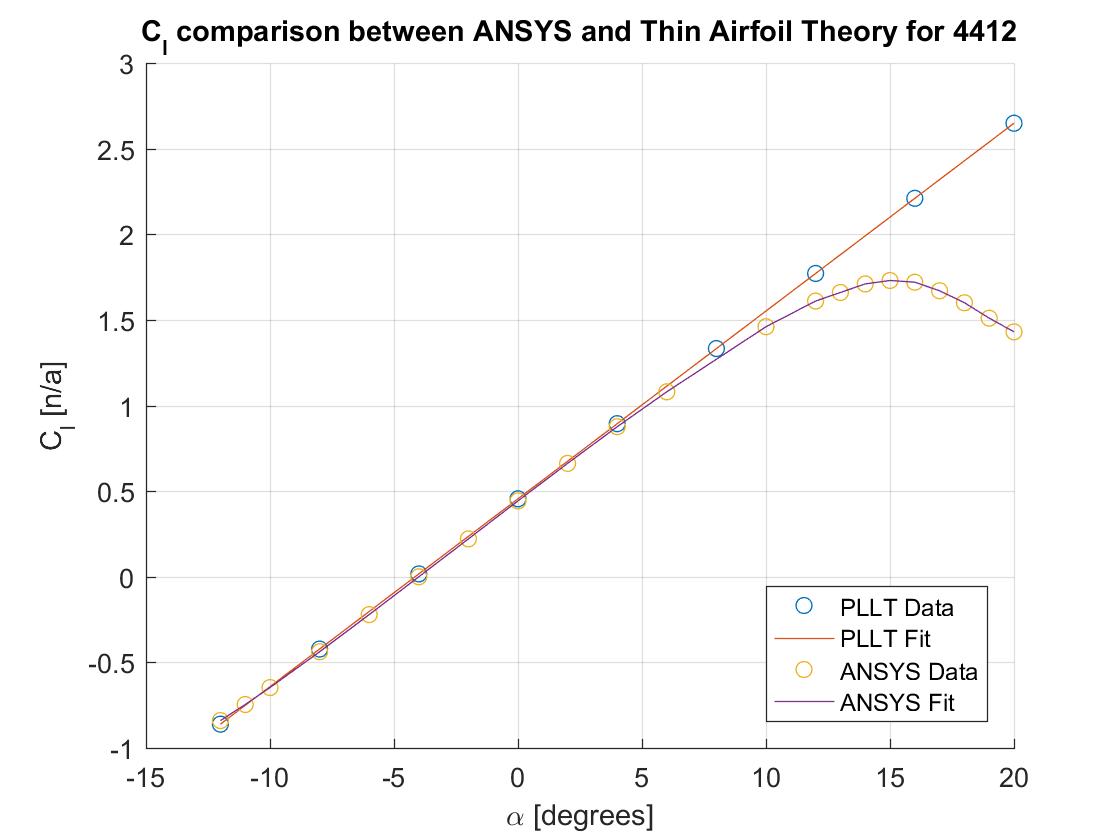 C_l comparison between ANSYS and Thin Airfoil Theory for 4412
3
2.5
2
1.5
1
0.5
0
-0.5
-1
C_l [n/a]
PLLT Data
PLLT Fit
ANSYS Data
ANSYS Fit
-15 -10 -5 0 5 10 15 20
α [degrees]